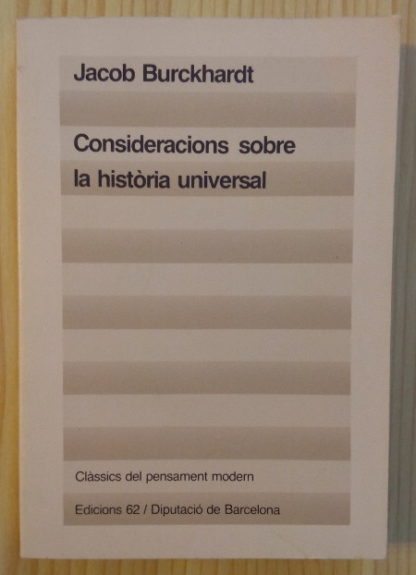 Jacob Burckhardt
Consideracions sobre
la història universal
Clàssics del pensament modern
Edicions 62 / Diputació de Barcelona